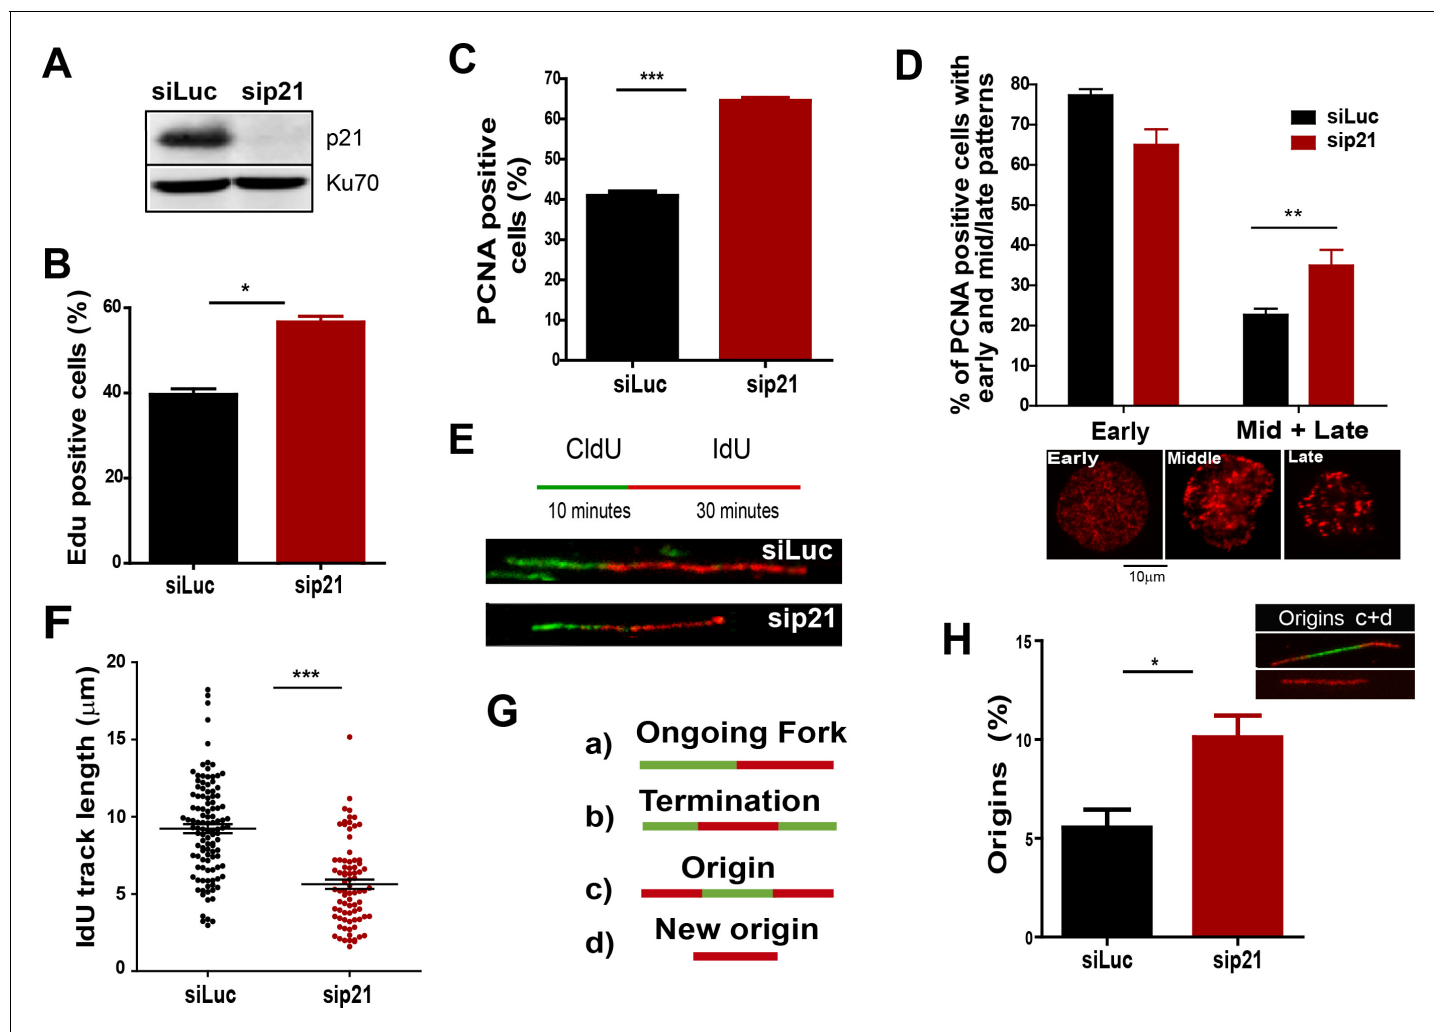 A
siLuc sip21
p21
Ku70
B
Edu positive cells (%)
60
40
20
0
*
siLuc sip21
C
PCNA positive
cells (%)
70
60
50
40
30
20
10
0
***
siLuc sip21
D
% of PCNA positive cells with
early and mid/late patterns
80
70
60
50
40
30
20
10
0
siLuc
sip21
**
Early Mid + Late
Early Middle Late
10μm
E
CldU IdU
10 minutes 30 minutes
siLuc
sip21
F
IdU track length (μm)
20
15
10
5
0
***
siLuc sip21
G
a) Ongoing Fork
b) Termination
c) Origin
d) New origin
H
Origins (%)
15
10
5
0
*
Origins c+d
siLuc sip21